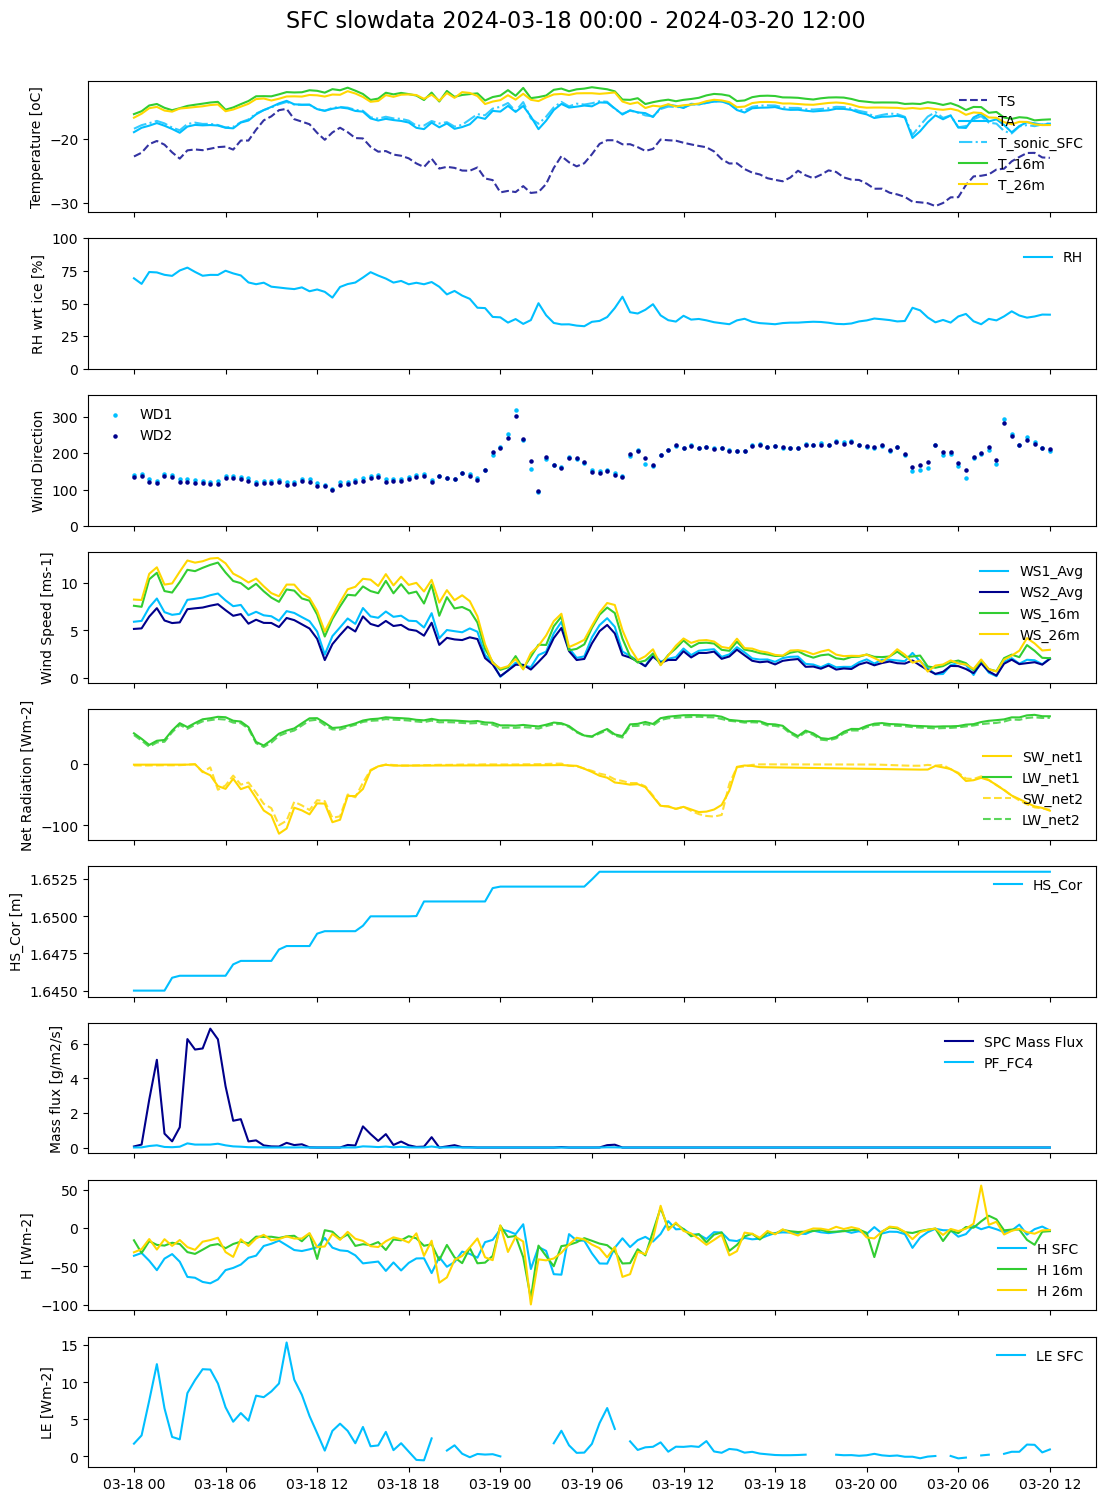 SFC slowdata 2024-03-18 00:00 - 2024-03-20 12:00
Temperature [oC]
−20
−30
TS
TA
T_sonic_SFC
T_16m
T_26m
RH wrt ice [%]
100
75
50
25
0
RH
Wind Direction
300
200
100
0
WD1
WD2
Wind Speed [ms-1]
10
5
0
WS1_Avg
WS2_Avg
WS_16m
WS_26m
Net Radiation [Wm-2]
0
−100
SW_net1
LW_net1
SW_net2
LW_net2
HS_Cor [m]
1.6525
1.6500
1.6475
1.6450
HS_Cor
Mass flux [g/m2/s]
6
4
2
0
SPC Mass Flux
PF_FC4
H [Wm-2]
50
0
−50
−100
H SFC
H 16m
H 26m
LE [Wm-2]
15
10
5
0
LE SFC
03-18 00 03-18 06 03-18 12 03-18 18 03-19 00 03-19 06 03-19 12 03-19 18 03-20 00 03-20 06 03-20 12